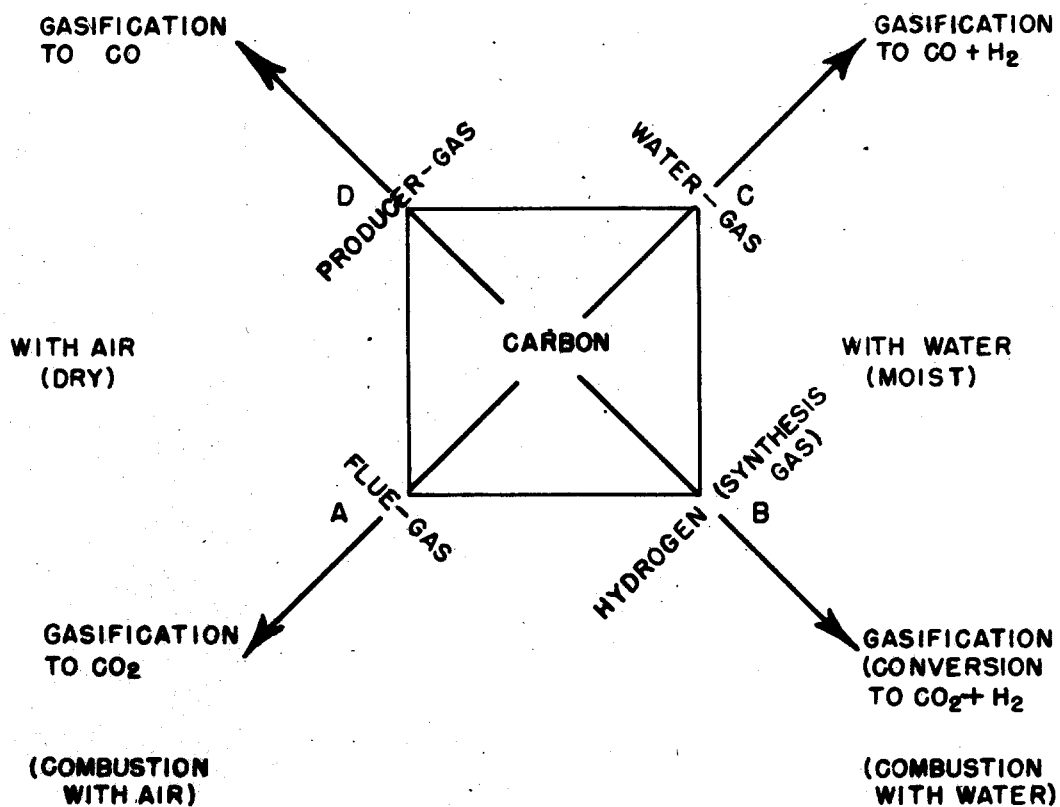 GASIFICATION
TO CO
GASIFICATION
TO CO + H2
D
PRODUCER-GAS
WATER-GAS
C
CARBON
WITH AIR
(DRY)
WITH WATER
(MOIST)
A
FLUE-GAS
HYDROGEN (SYNTHESIS
GAS)
B
GASIFICATION
TO CO2
GASIFICATION
(CONVERSION
TO CO2+ H2
(COMBUSTION
WITH AIR)
(COMBUSTION
WITH WATER)